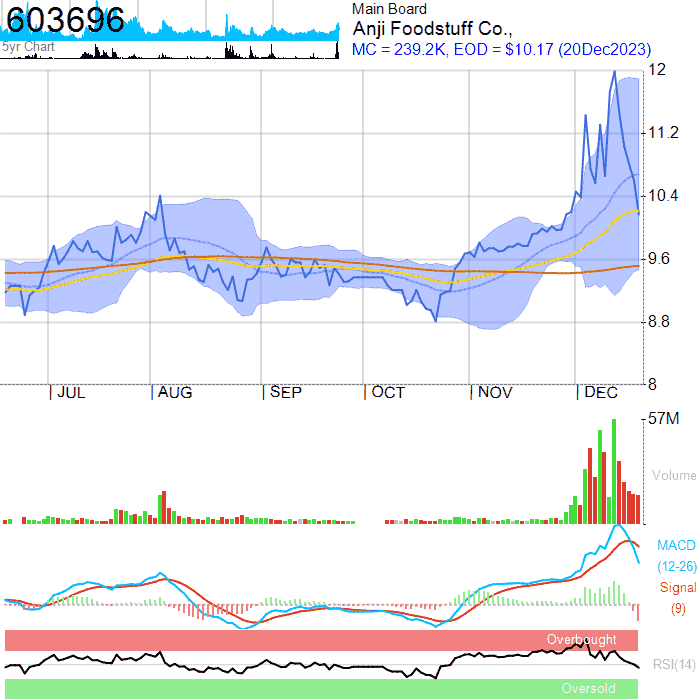 603696
5yr Chart
Main Board
Anji Foodstuff Co.,
MC = 239.2K, EOD = $10.17 (20Dec2023)
12
11.2
10.4
9.6
8.8
8
JUL AUG SEP OCT NOV DEC
57M
Volume
MACD
(12-26)
Signal
(9)
Overbought
RSI(14)
Oversold